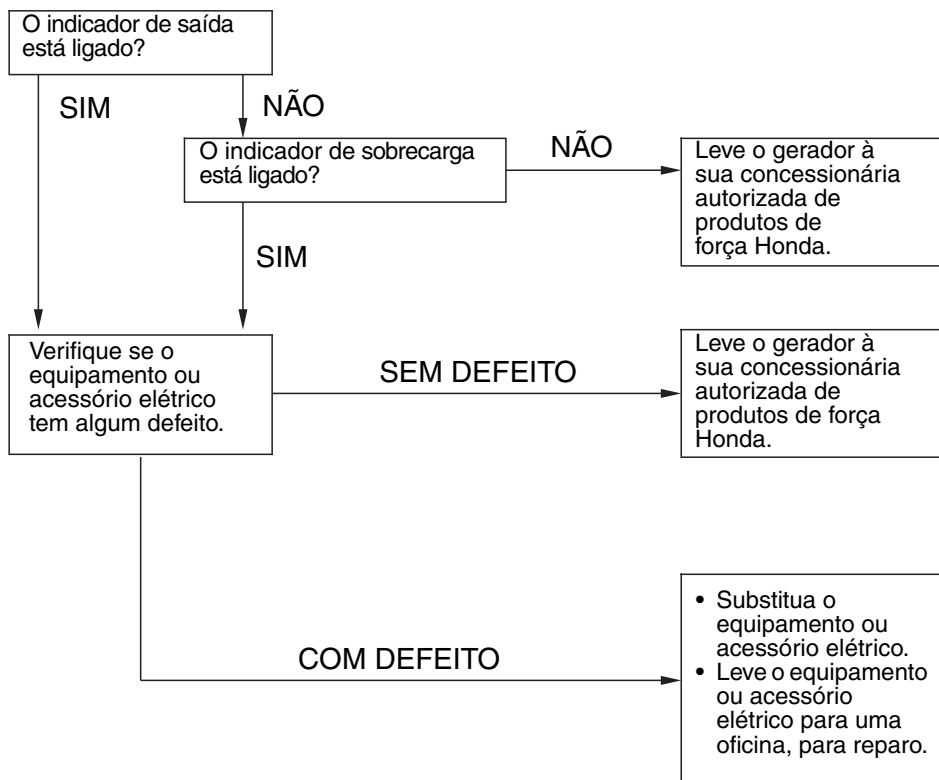 O indicador de saída
está ligado?
SIM
NÃO
O indicador de sobrecarga
está ligado?
NÃO
Leve o gerador à
sua concessionária
autorizada de
produtos de
força Honda.
SIM
Verifique se o
equipamento ou
acessório elétrico
tem algum defeito.
SEM DEFEITO
Leve o gerador à
sua concessionária
autorizada de
produtos de força
Honda.
COM DEFEITO
• Substitua o
equipamento ou
acessório elétrico.
• Leve o equipamento
ou acessório
elétrico para uma
oficina, para reparo.